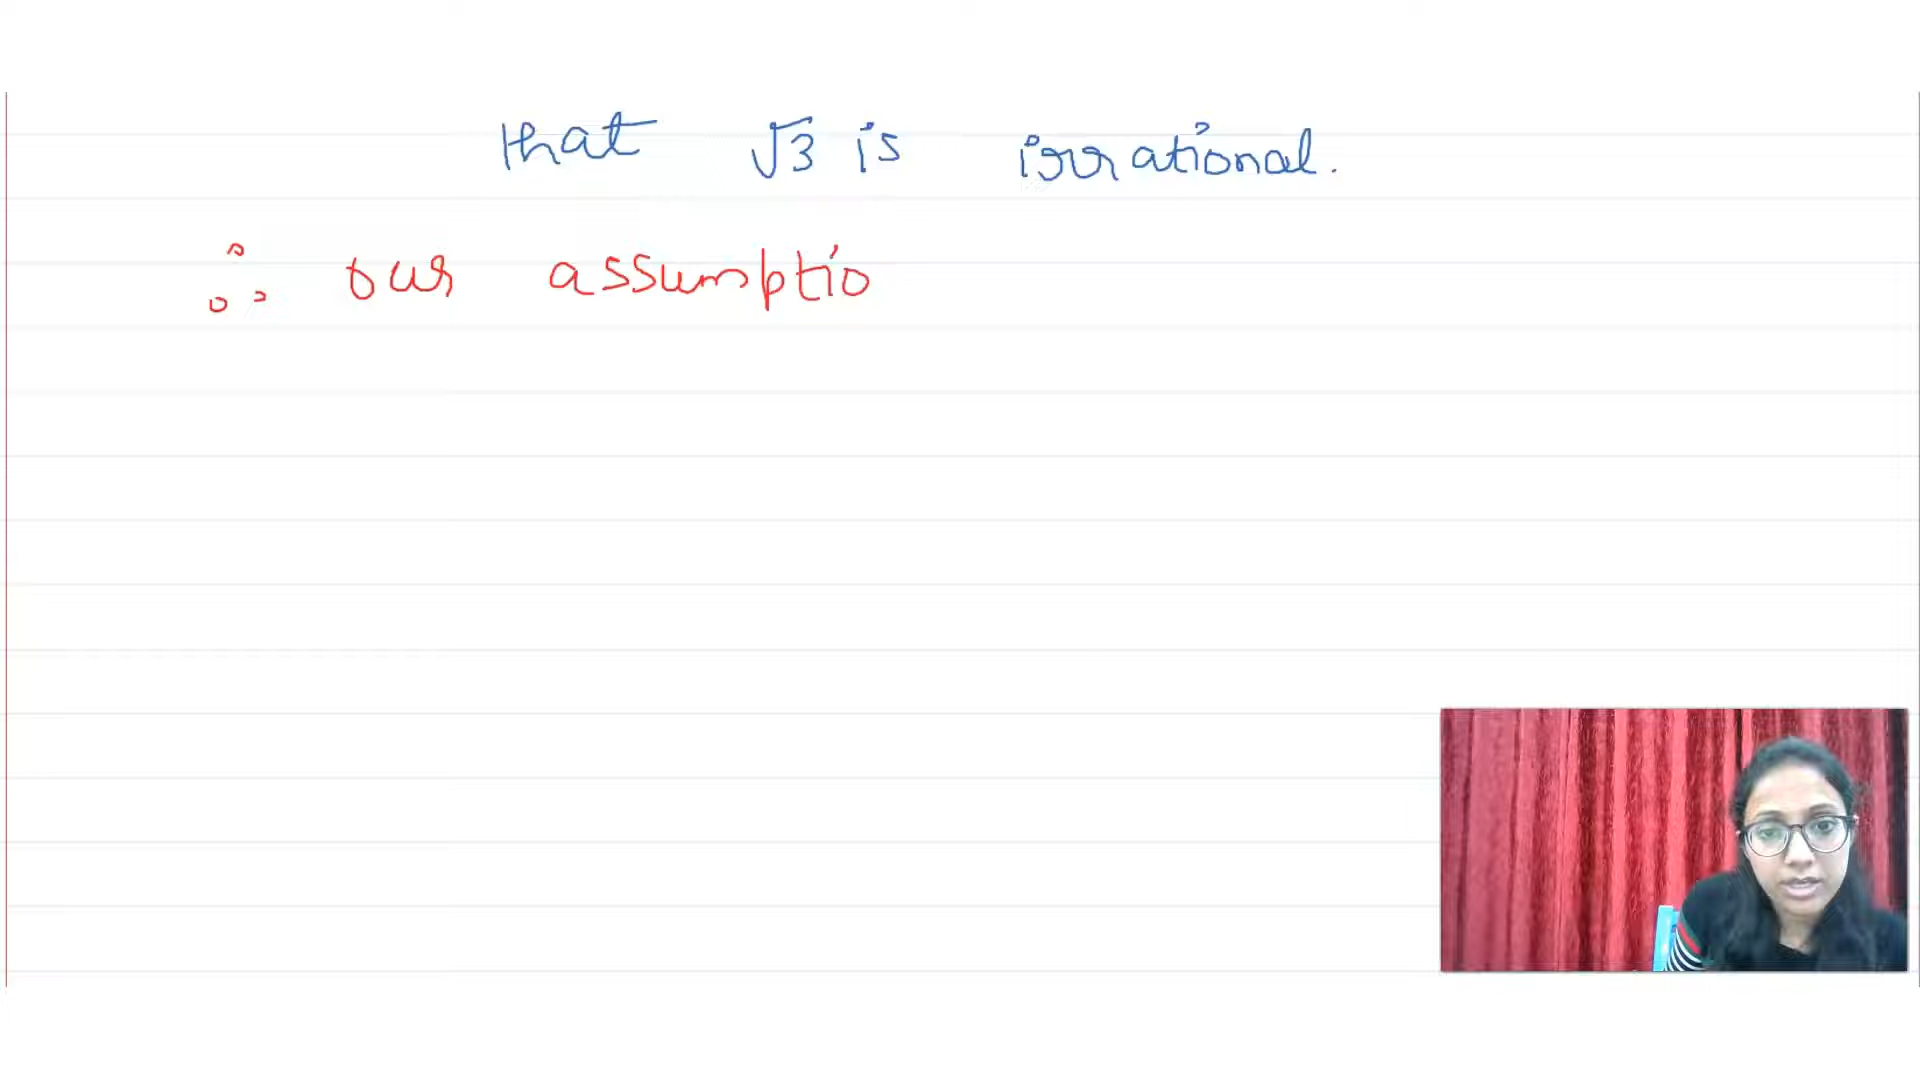 that √3 is irrational.
∴ our assumptio